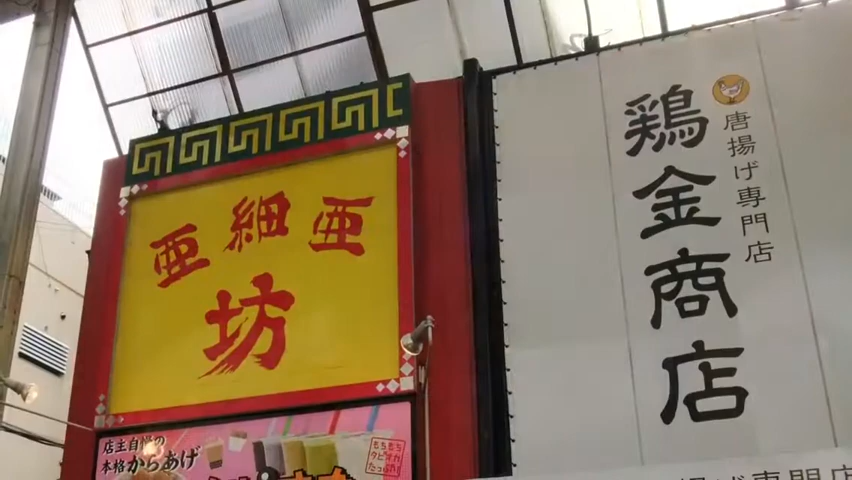 亜細亜
坊
鶏金商店
唐揚げ専門店
店主自慢の
本格からあげ
もちもち
タピオカ
たっぷり!
専門店